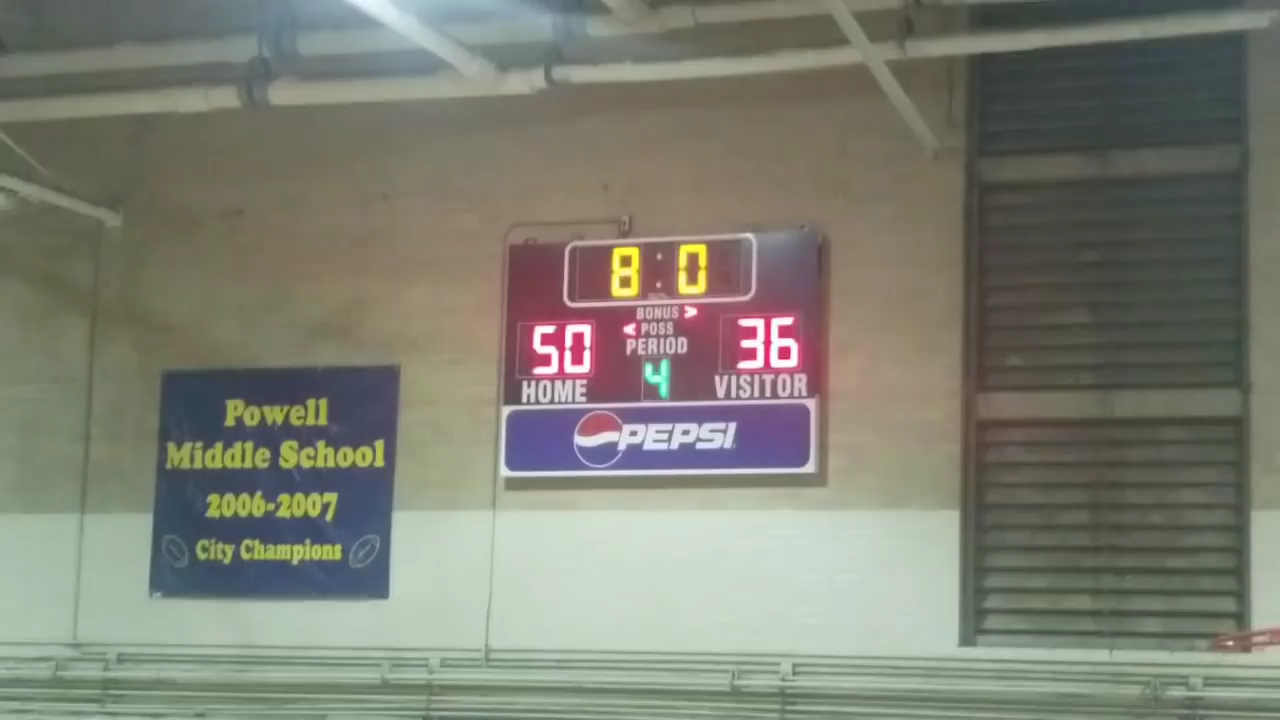 8:0
BONUS >
< POSS
50 PERIOD 36
HOME 4 VISITOR
PEPSI
Powell
Middle School
2006-2007
City Champions